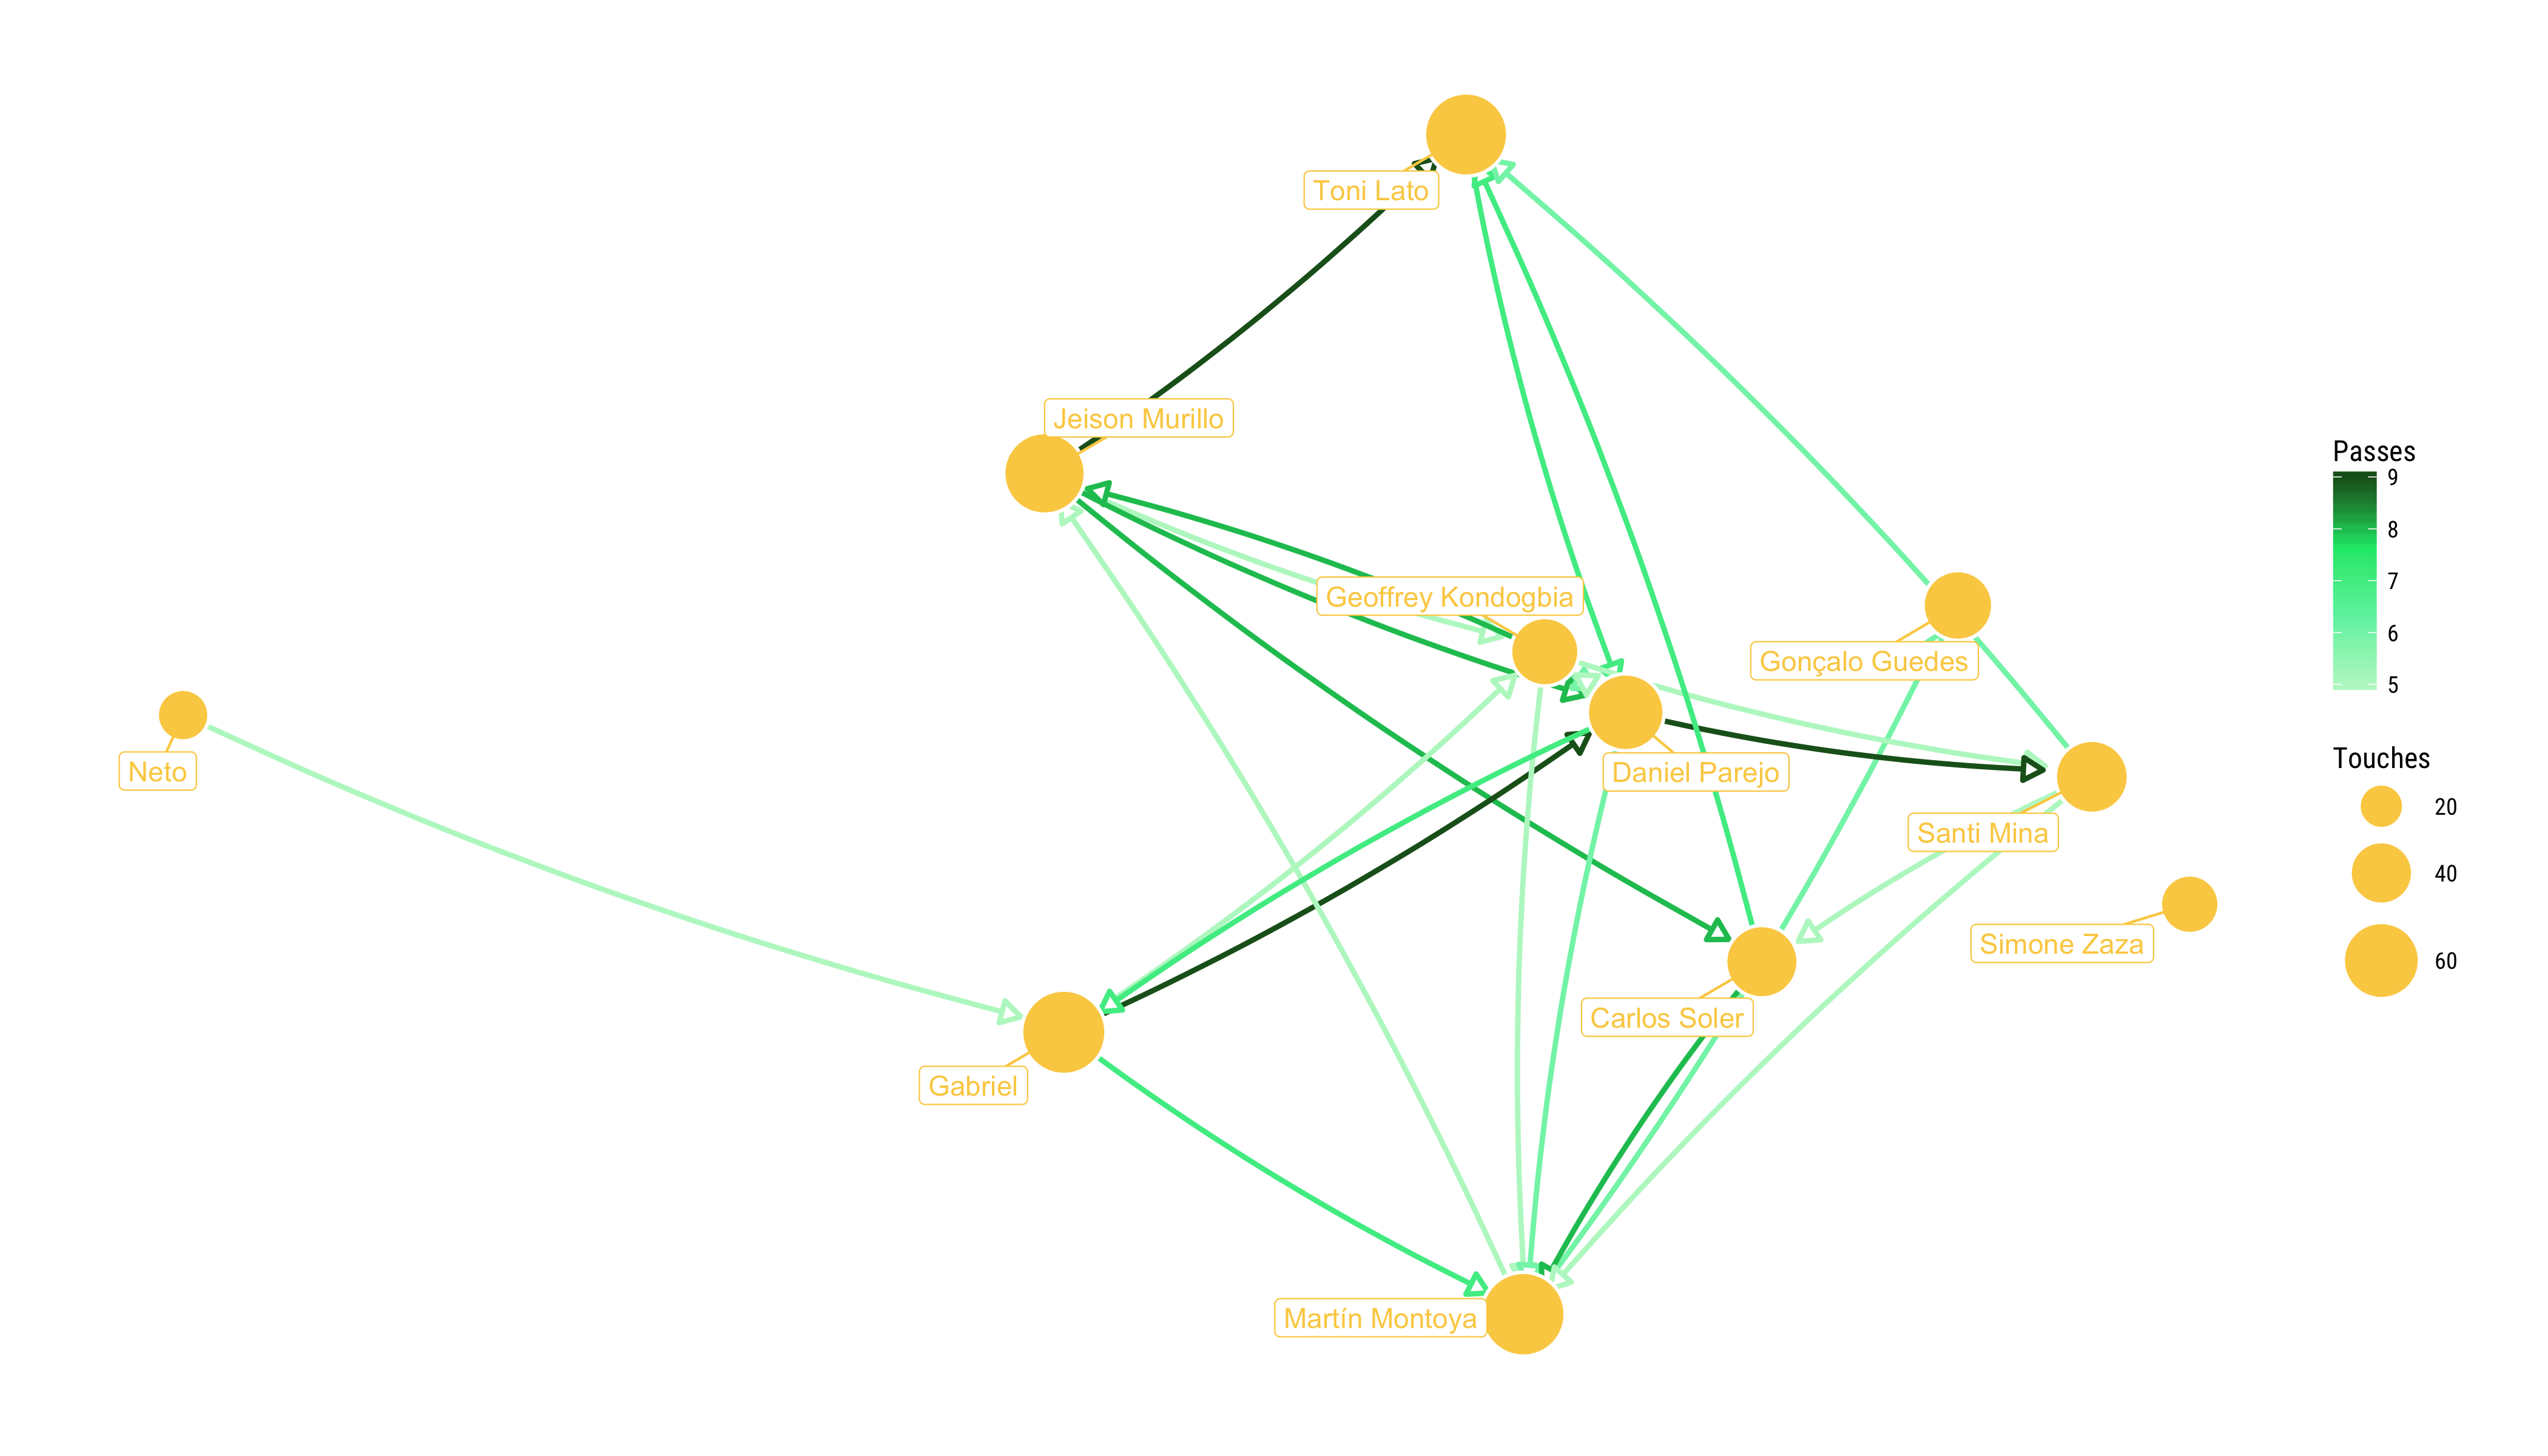 Toni Lato
Jeison Murillo
Geoffrey Kondogbia
Gonçalo Guedes
Neto
Daniel Parejo
Santi Mina
Simone Zaza
Carlos Soler
Gabriel
Martín Montoya
Passes
9
8
7
6
5
Touches
20
40
60